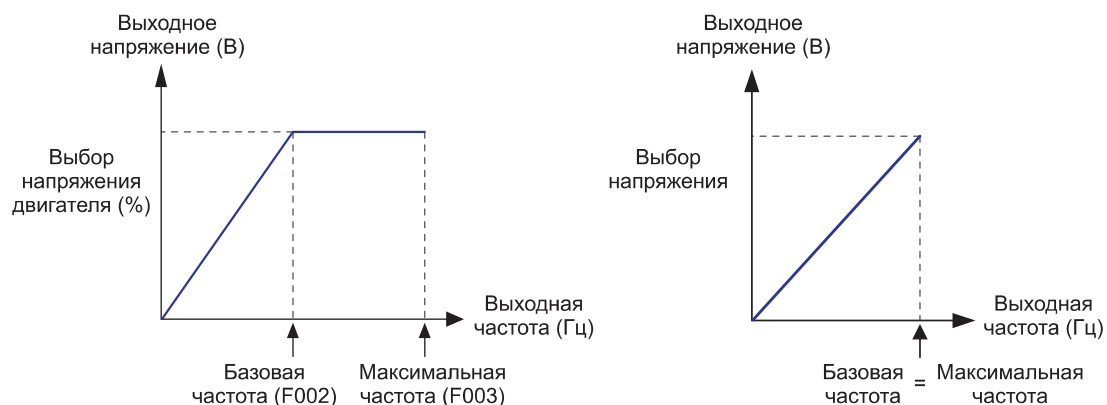 Выходное
напряжение (В)
Выбор
напряжения
двигателя (%)
Выходная
частота (Гц)
Базовая
частота (F002)
Максимальная
частота (F003)
Выходное
напряжение (В)
Выбор
напряжения
Выходная
частота (Гц)
Базовая
частота
=
Максимальная
частота